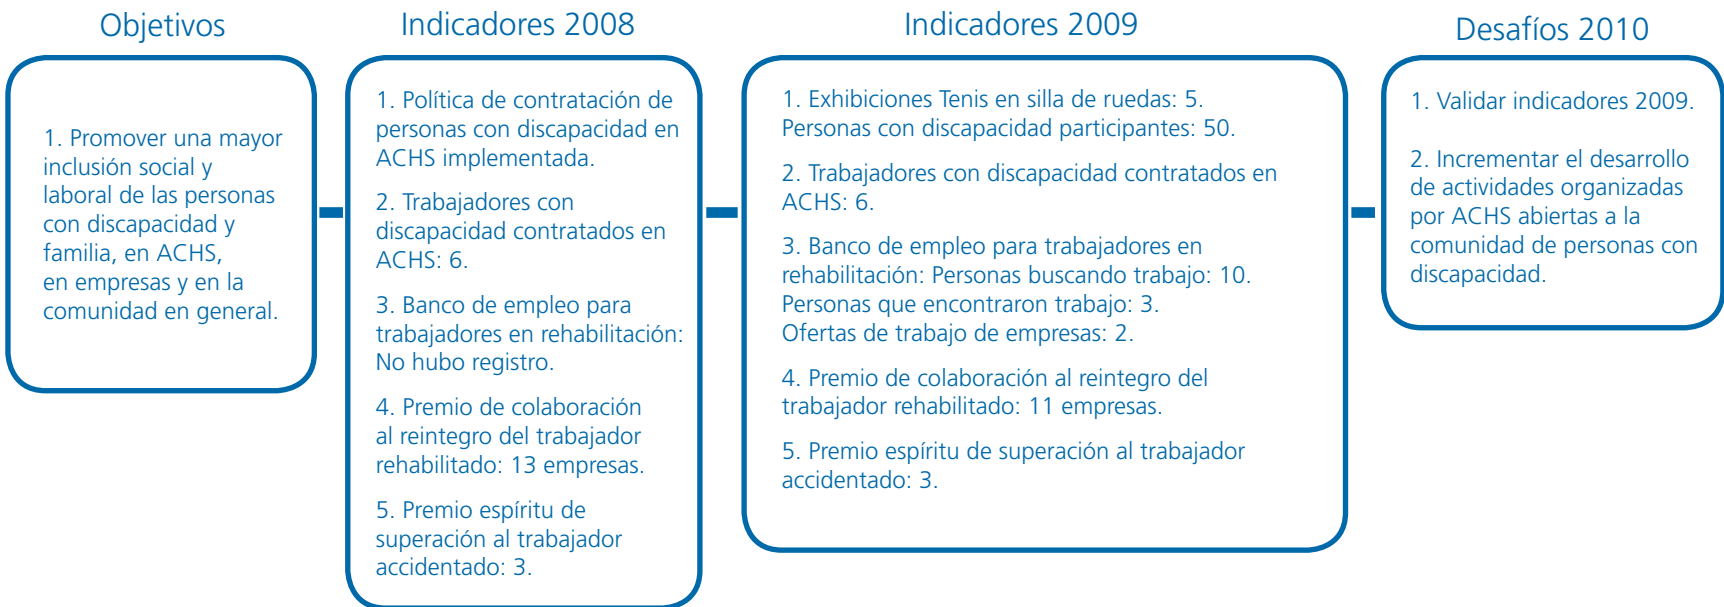 Objetivos
1. Promover una mayor
inclusión social y
laboral de las personas
con discapacidad y
familia, en ACHS,
en empresas y en la
comunidad en general.
Indicadores 2008
1. Política de contratación de
personas con discapacidad en
ACHS implementada.
2. Trabajadores con
discapacidad contratados en
ACHS: 6.
3. Banco de empleo para
trabajadores en rehabilitación:
No hubo registro.
4. Premio de colaboración
al reintegro del trabajador
rehabilitado: 13 empresas.
5. Premio espíritu de
superación al trabajador
accidentado: 3.
Indicadores 2009
1. Exhibiciones Tenis en silla de ruedas: 5.
Personas con discapacidad participantes: 50.
2. Trabajadores con discapacidad contratados en
ACHS: 6.
3. Banco de empleo para trabajadores en
rehabilitación: Personas buscando trabajo: 10.
Personas que encontraron trabajo: 3.
Ofertas de trabajo de empresas: 2.
4. Premio de colaboración al reintegro del
trabajador rehabilitado: 11 empresas.
5. Premio espíritu de superación al trabajador
accidentado: 3.
Desafíos 2010
1. Validar indicadores 2009.
2. Incrementar el desarrollo
de actividades organizadas
por ACHS abiertas a la
comunidad de personas con
discapacidad.